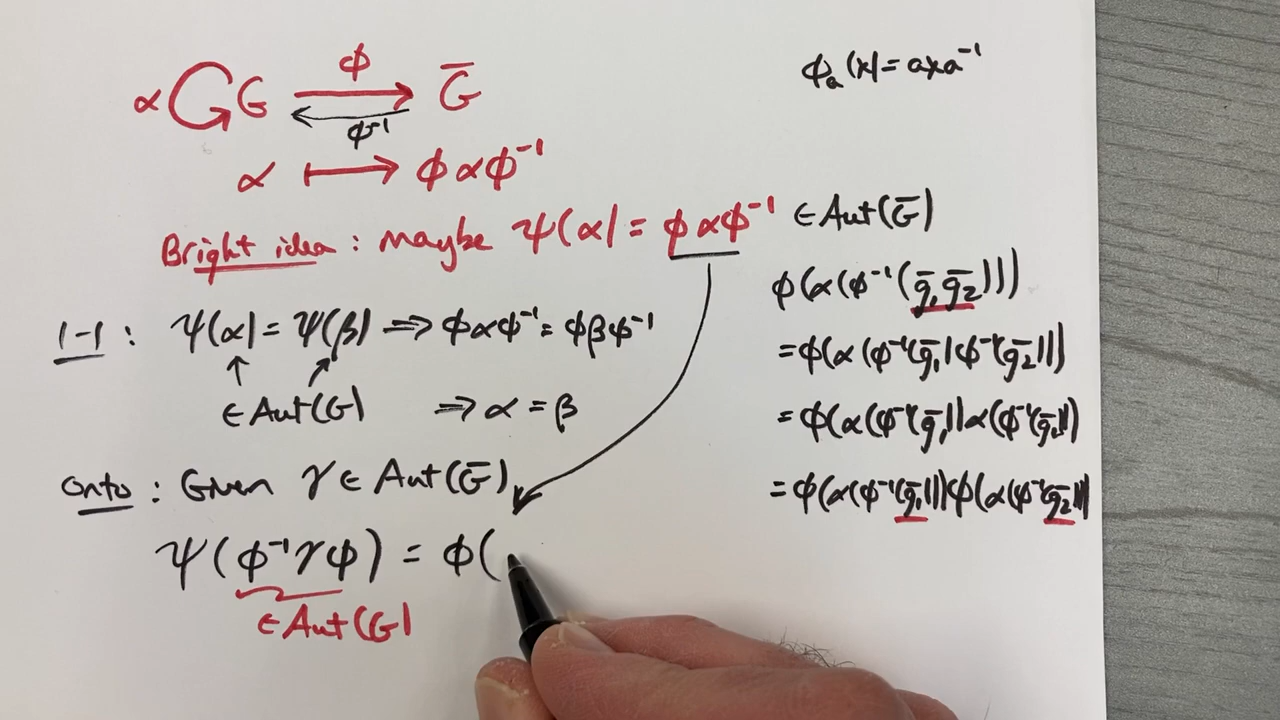 ϕ
α G Ḡ
ϕ⁻¹
α ↦ ϕαϕ⁻¹
Bright idea : Maybe Ψ(α) = ϕαϕ⁻¹ ∈ Aut(Ḡ)
1-1 : Ψ(α) = Ψ(β) ⇒ ϕαϕ⁻¹ = ϕβϕ⁻¹
↑ ↗
∈ Aut(G) ⇒ α = β
Onto : Given γ ∈ Aut(Ḡ)
Ψ(ϕ⁻¹γϕ) = ϕ(
∈ Aut(G)
ϕₐ(x) = axa⁻¹
ϕ(α(ϕ⁻¹(ḡ₁ḡ₂)))
= ϕ(α(ϕ⁻¹(ḡ₁)ϕ⁻¹(ḡ₂)))
= ϕ(α(ϕ⁻¹(ḡ₁))α(ϕ⁻¹(ḡ₂)))
= ϕ(α(ϕ⁻¹(ḡ₁)))ϕ(α(ϕ⁻¹(ḡ₂)))